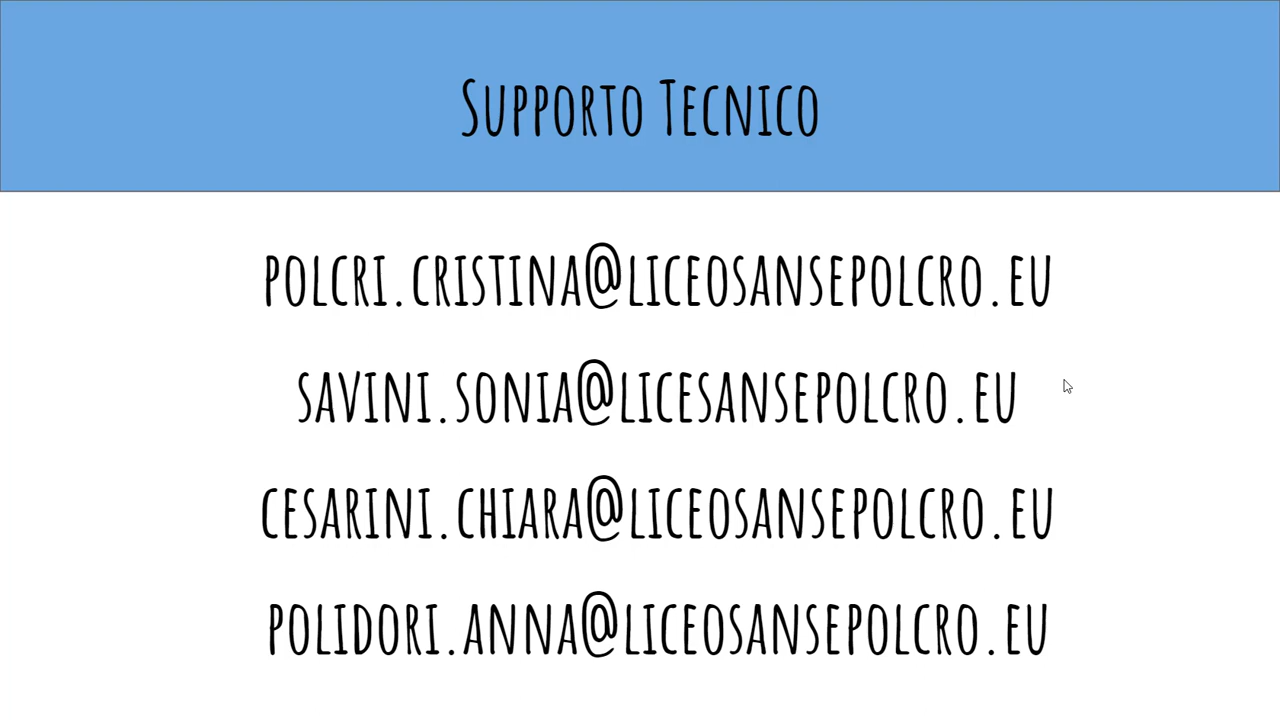 Supporto Tecnico
polcri.cristina@liceosansepolcro.eu
savini.sonia@licesansepolcro.eu
cesarini.chiara@liceosansepolcro.eu
polidori.anna@liceosansepolcro.eu